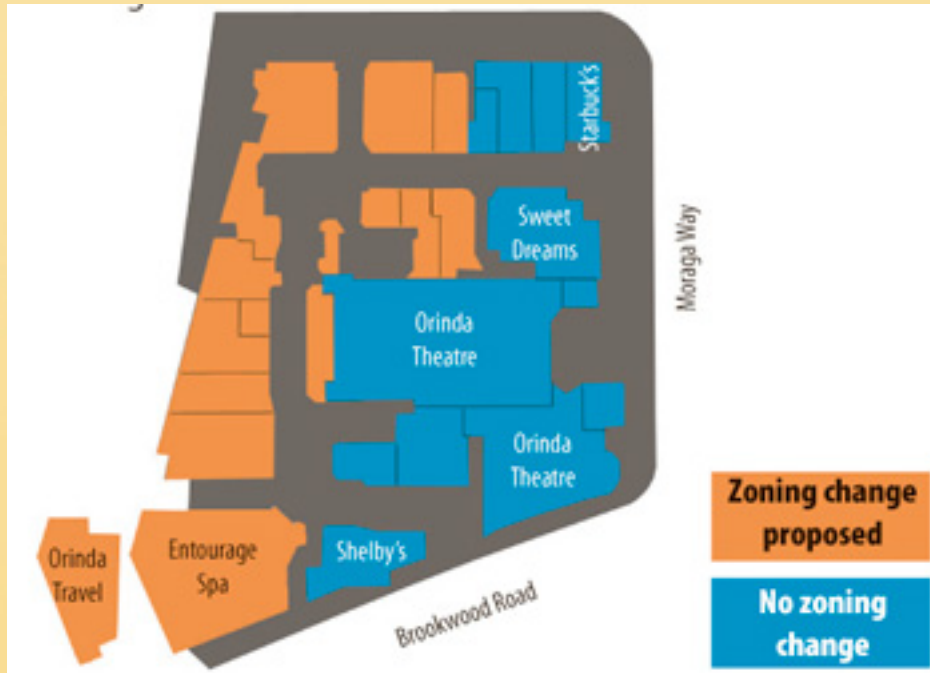 Starbuck's
Sweet
Dreams
Moraga Way
Orinda
Theatre
Orinda
Theatre
Shelby's
Entourage
Spa
Orinda
Travel
Brookwood Road
Zoning change
proposed
No zoning
change